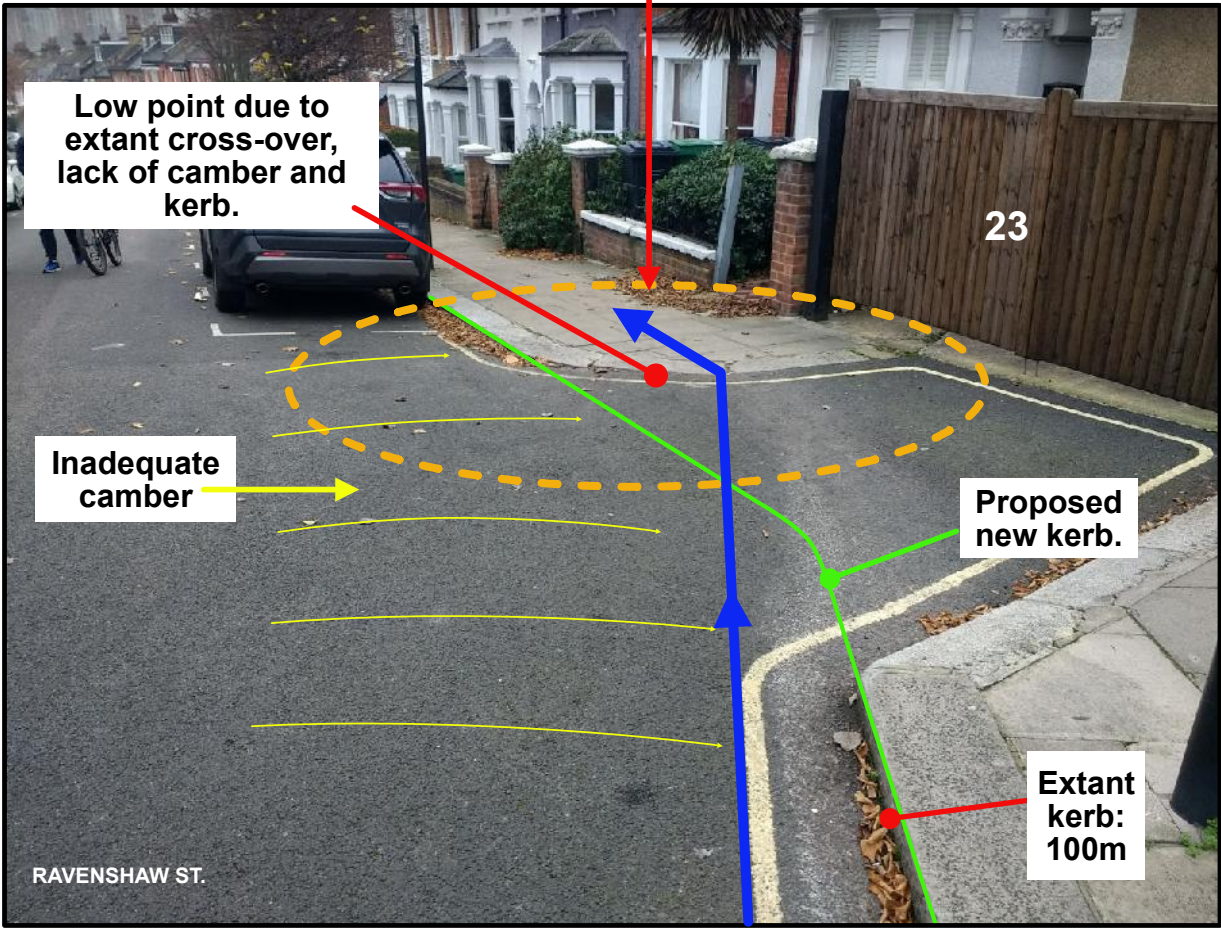 Low point due to
extant cross-over,
lack of camber and
kerb.
23
Inadequate
camber
Proposed
new kerb.
Extant
kerb:
100m
RAVENSHAW ST.